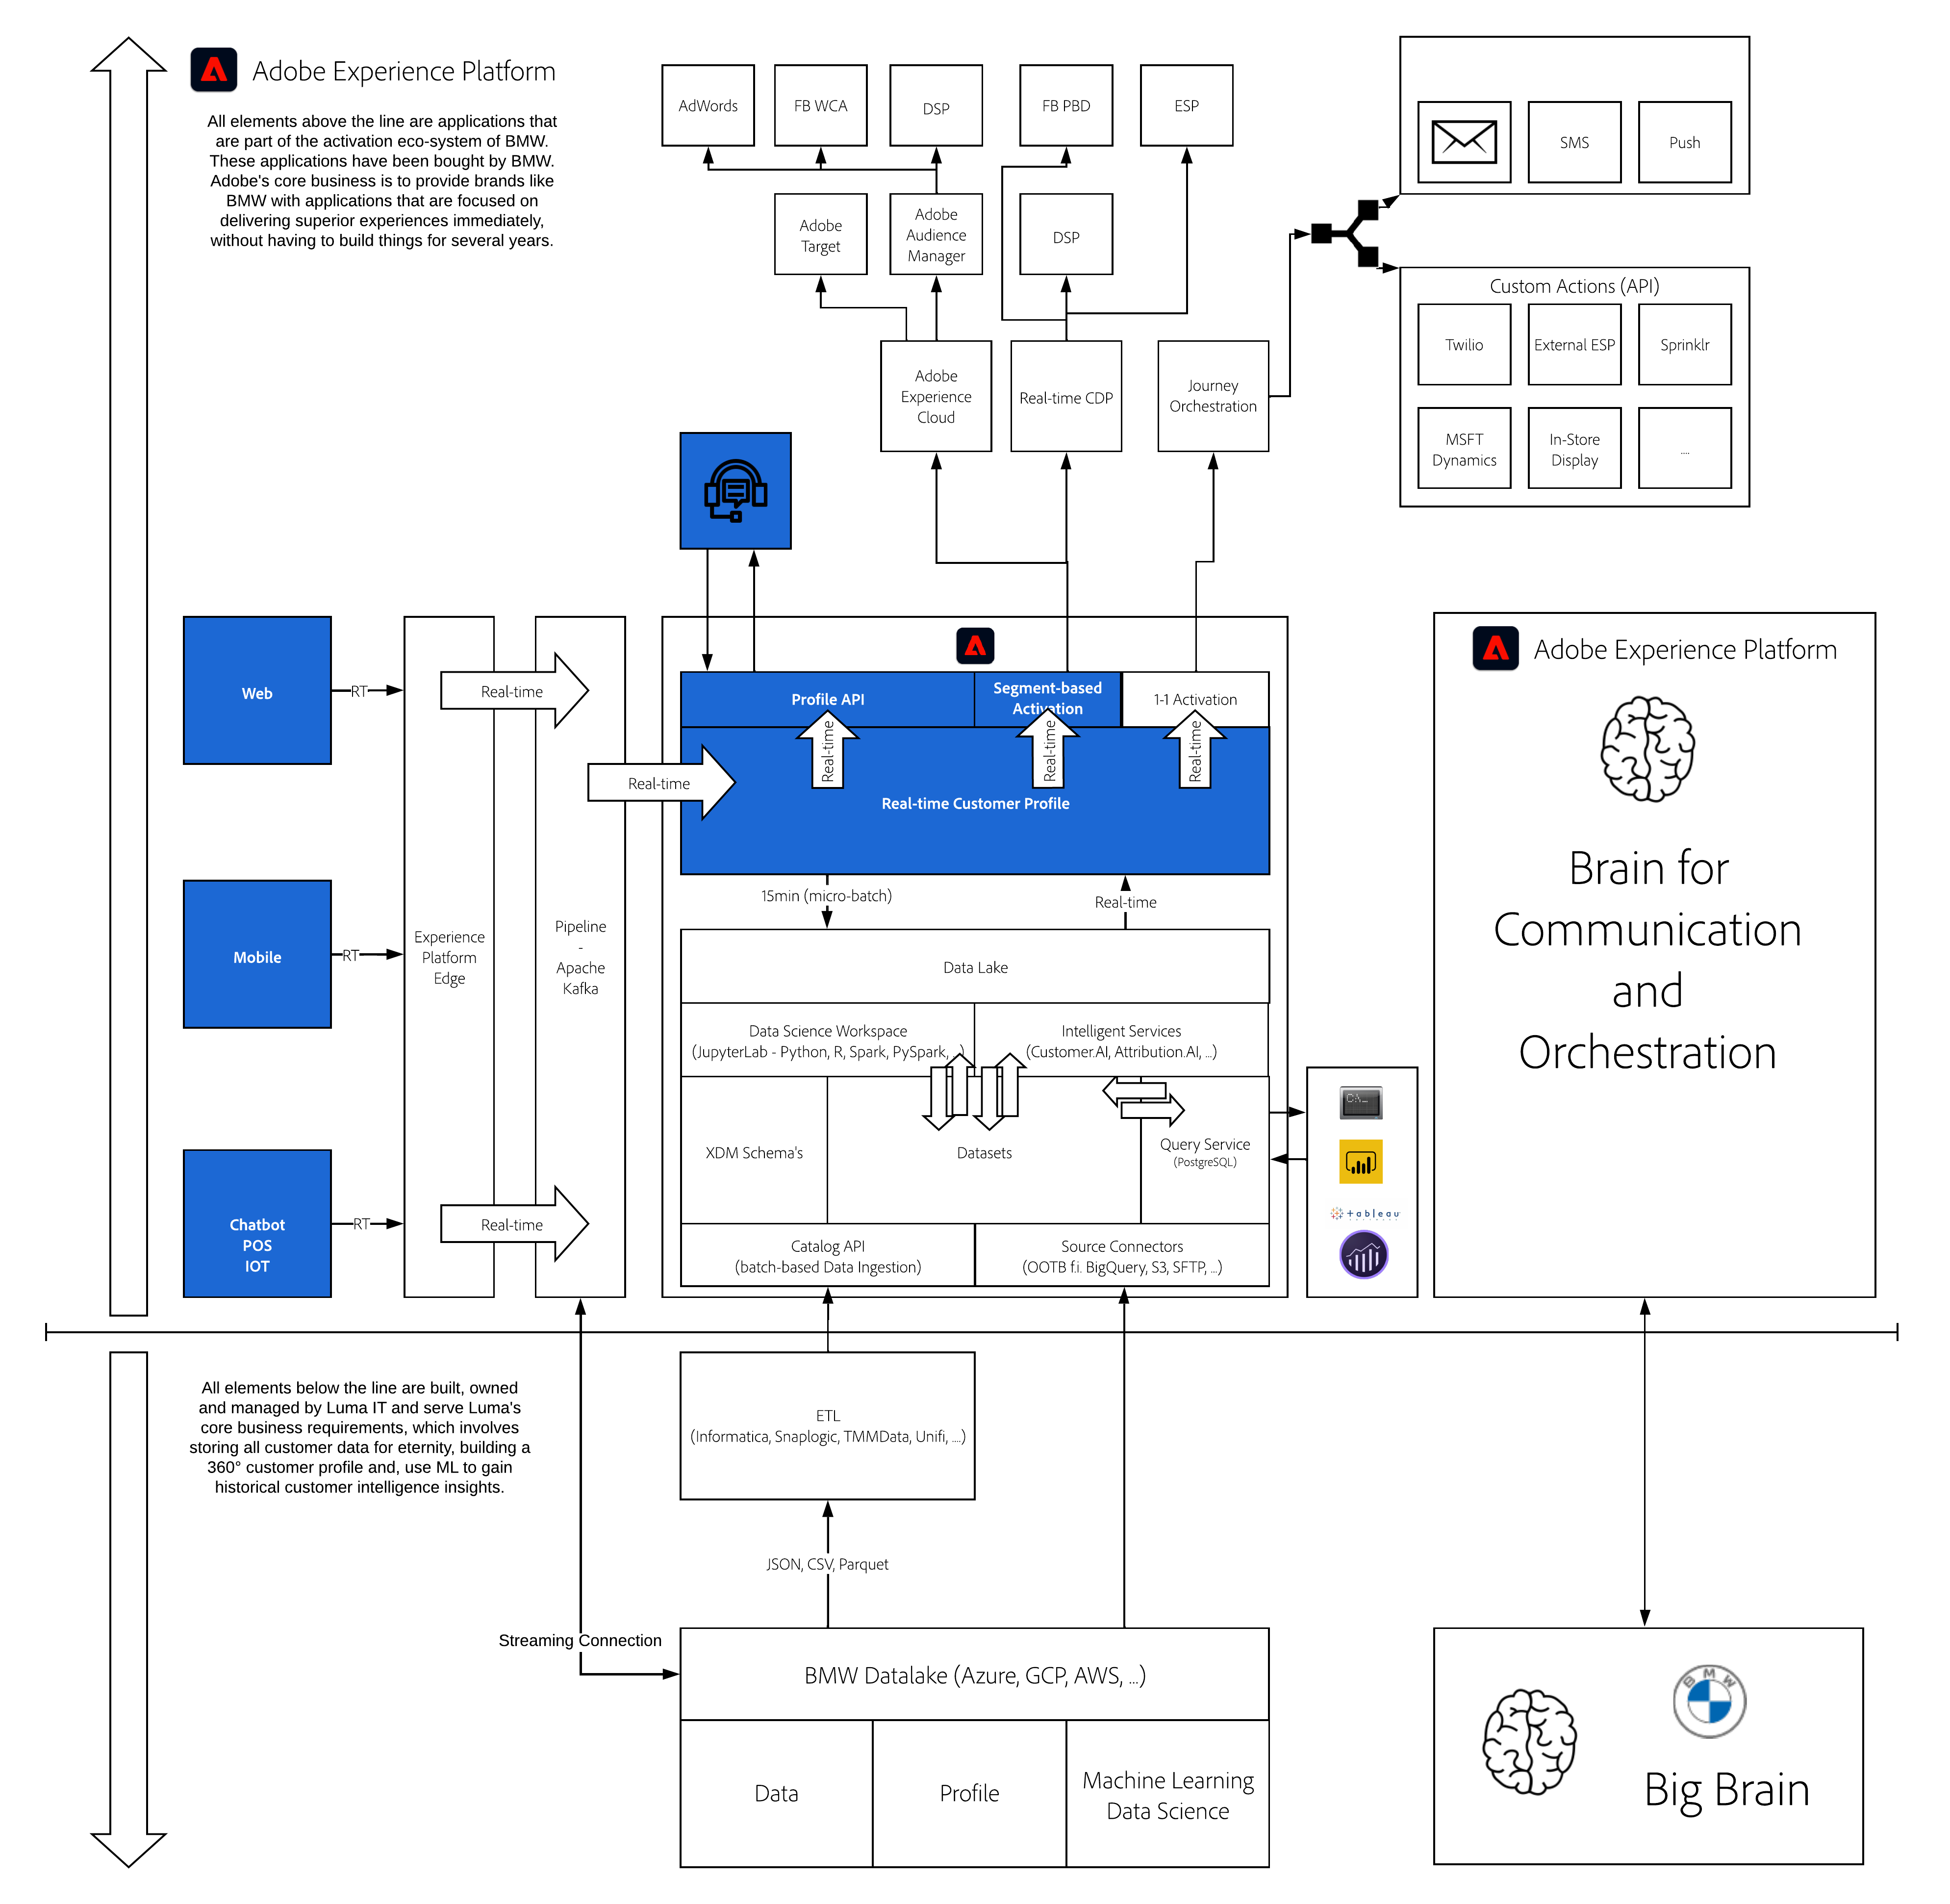 Adobe Experience Platform
All elements above the line are applications that
are part of the activation eco-system of BMW.
These applications have been bought by BMW.
Adobe's core business is to provide brands like
BMW with applications that are focused on
delivering superior experiences immediately,
without having to build things for several years.
AdWords
FB WCA
DSP
FB PBD
ESP
Adobe
Target
Adobe
Audience
Manager
DSP
Adobe
Experience
Cloud
Real-time CDP
Journey
Orchestration
SMS
Push
Custom Actions (API)
Twilio
External ESP
Sprinklr
MSFT
Dynamics
In-Store
Display
....
Web
RT
Real-time
Mobile
RT
Chatbot
POS
IOT
RT
Real-time
Experience
Platform
Edge
Pipeline
-
Apache
Kafka
Real-time
Profile API
Segment-based
Activation
1-1 Activation
Real-time
Real-time
Real-time
Real-time Customer Profile
15min (micro-batch)
Real-time
Data Lake
Data Science Workspace
(JupyterLab - Python, R, Spark, PySpark, ...)
Intelligent Services
(Customer.AI, Attribution.AI, ...)
XDM Schema's
Datasets
Query Service
(PostgreSQL)
Catalog API
(batch-based Data Ingestion)
Source Connectors
(OOTB f.i. BigQuery, S3, SFTP, ...)
C:\._
+ a b l e a u
Adobe Experience Platform
Brain for
Communication
and
Orchestration
All elements below the line are built, owned
and managed by Luma IT and serve Luma's
core business requirements, which involves
storing all customer data for eternity, building a
360° customer profile and, use ML to gain
historical customer intelligence insights.
ETL
(Informatica, Snaplogic, TMMData, Unifi, ....)
JSON, CSV, Parquet
Streaming Connection
BMW Datalake (Azure, GCP, AWS, ...)
Data
Profile
Machine Learning
Data Science
BMW
Big Brain